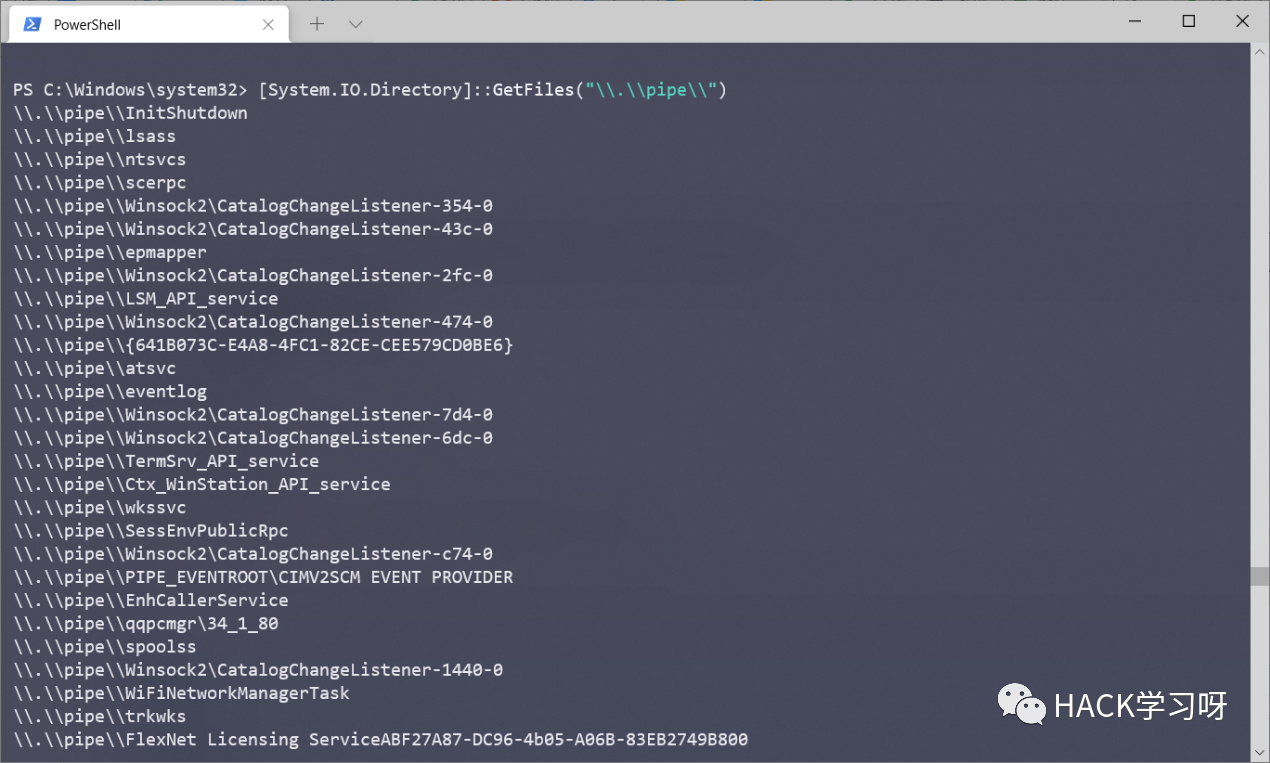 PowerShell
PS C:\Windows\system32> [System.IO.Directory]::GetFiles("\\.\\pipe\\")
\\.\\pipe\\InitShutdown
\\.\\pipe\\lsass
\\.\\pipe\\ntsvcs
\\.\\pipe\\scerpc
\\.\\pipe\\Winsock2\CatalogChangeListener-354-0
\\.\\pipe\\Winsock2\CatalogChangeListener-43c-0
\\.\\pipe\\epmapper
\\.\\pipe\\Winsock2\CatalogChangeListener-2fc-0
\\.\\pipe\\LSM_API_service
\\.\\pipe\\Winsock2\CatalogChangeListener-474-0
\\.\\pipe\\{641B073C-E4A8-4FC1-82CE-CEE579CD0BE6}
\\.\\pipe\\atsvc
\\.\\pipe\\eventlog
\\.\\pipe\\Winsock2\CatalogChangeListener-7d4-0
\\.\\pipe\\Winsock2\CatalogChangeListener-6dc-0
\\.\\pipe\\TermSrv_API_service
\\.\\pipe\\Ctx_WinStation_API_service
\\.\\pipe\\wkssvc
\\.\\pipe\\SessEnvPublicRpc
\\.\\pipe\\Winsock2\CatalogChangeListener-c74-0
\\.\\pipe\\PIPE_EVENTROOT\CIMV2SCM EVENT PROVIDER
\\.\\pipe\\EnhCallerService
\\.\\pipe\\qqpcmgr\34_1_80
\\.\\pipe\\spoolss
\\.\\pipe\\Winsock2\CatalogChangeListener-1440-0
\\.\\pipe\\WiFiNetworkManagerTask
\\.\\pipe\\trkwks
\\.\\pipe\\FlexNet Licensing ServiceABF27A87-DC96-4b05-A06B-83EB2749B800
HACK学习呀